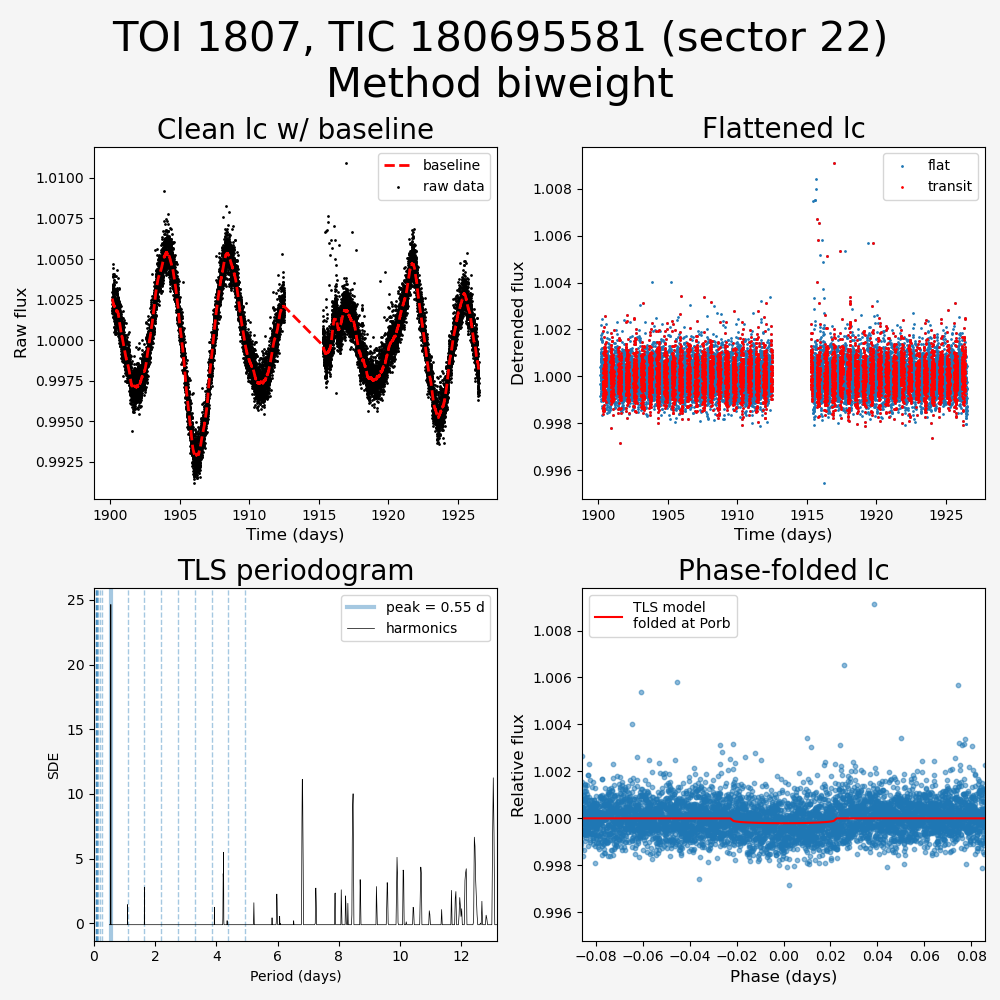 TOI 1807, TIC 180695581 (sector 22)
Method biweight
Clean lc w/ baseline
baseline
raw data
Raw flux
1.0100
1.0075
1.0050
1.0025
1.0000
0.9975
0.9950
0.9925
1900
1905
1910
1915
1920
1925
Time (days)
Flattened lc
flat
transit
Detrended flux
1.008
1.006
1.004
1.002
1.000
0.998
0.996
1900
1905
1910
1915
1920
1925
Time (days)
TLS periodogram
peak = 0.55 d
harmonics
SDE
25
20
15
10
5
0
0
2
4
6
8
10
12
Period (days)
Phase-folded lc
TLS model
folded at Porb
Relative flux
1.008
1.006
1.004
1.002
1.000
0.998
0.996
−0.08
−0.06
−0.04
−0.02
0.00
0.02
0.04
0.06
0.08
Phase (days)